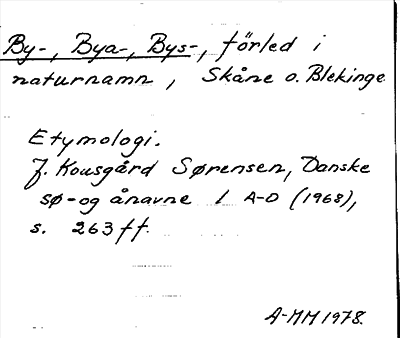 By-, Bya-, Bys-, förled i
naturnamn, Skåne o. Blekinge.
Etymologi.
J. Kousgård Sørensen, Danske
sø- og ånavne 1 A-D (1968),
s. 263 ff.
A-MM 1978.